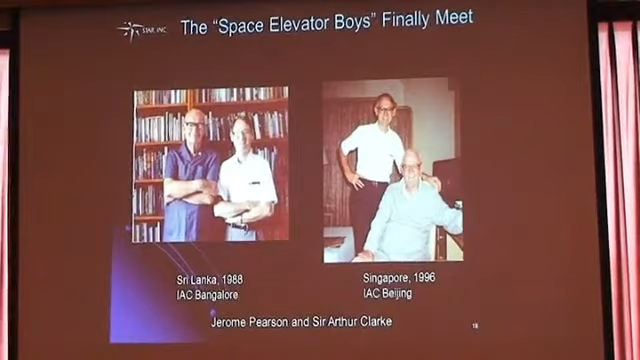 STAR, INC
The "Space Elevator Boys" Finally Meet
Sri Lanka, 1988
IAC Bangalore
Singapore, 1996
IAC Beijing
Jerome Pearson and Sir Arthur Clarke
18